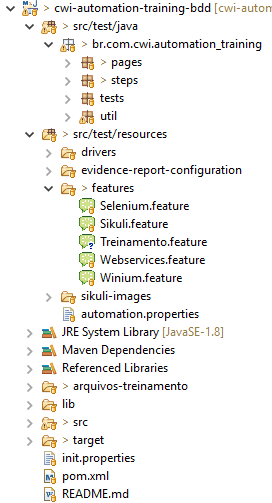 > cwi-automation-training-bdd [cwi-autom
> src/test/java
> br.com.cwi.automation_training
> pages
> steps
tests
util
> src/test/resources
drivers
> evidence-report-configuration
> features
Selenium.feature
Sikuli.feature
Treinamento.feature
Webservices.feature
Winium.feature
> sikuli-images
automation.properties
JRE System Library [JavaSE-1.8]
Maven Dependencies
Referenced Libraries
> arquivos-treinamento
lib
> src
> target
init.properties
pom.xml
README.md